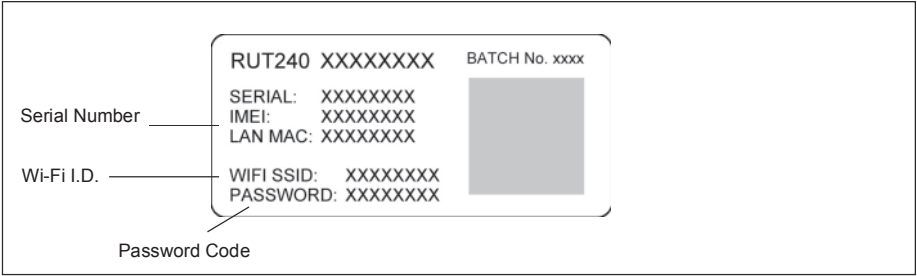 RUT240 XXXXXXXX
BATCH No. xxxx
SERIAL: XXXXXXXX
Serial Number
IMEI: XXXXXXXX
LAN MAC: XXXXXXXX
Wi-Fi I.D.
WIFI SSID: XXXXXXXX
PASSWORD: XXXXXXXX
Password Code